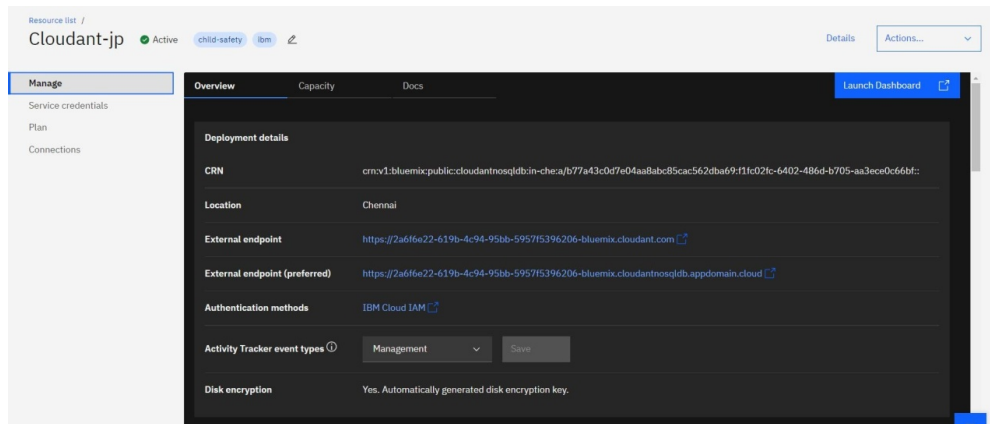 Resource list /
Cloudant-jp Active child-safety ibm Details Actions...
Manage
Service credentials
Plan
Connections
Overview Capacity Docs Launch Dashboard
Deployment details
CRN crn:v1:bluemix:public:cloudantnosqldb:in-che:a/b77a43c0d7e04aa8abc85cac562dba69:f1fc02fc-6402-486d-b705-aa3ece0c66bf::
Location Chennai
External endpoint https://2a6f6e22-619b-4c94-95bb-5957f5396206-bluemix.cloudant.com
External endpoint (preferred) https://2a6f6e22-619b-4c94-95bb-5957f5396206-bluemix.cloudantnosqldb.appdomain.cloud
Authentication methods IBM Cloud IAM
Activity Tracker event types Management Save
Disk encryption Yes. Automatically generated disk encryption key.